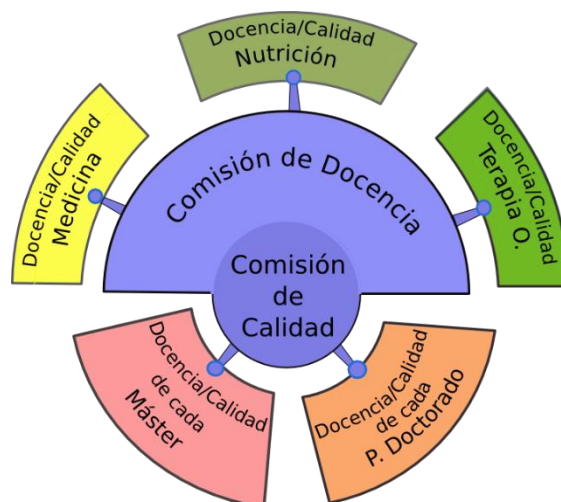 Docencia/Calidad
Nutrición
Docencia/Calidad
Medicina
Docencia/Calidad
Terapia O.
Comisión de Docencia
Comisión
de
Calidad
Docencia/Calidad
de cada
Máster
Docencia/Calidad
de cada
P. Doctorado